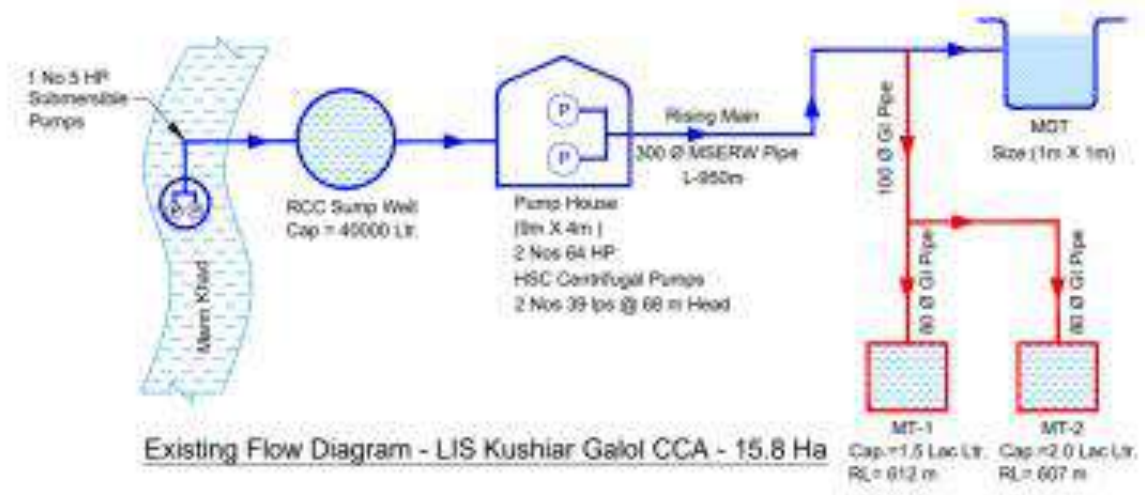 1 No 5 HP
Submersible
Pumps
Mann Khad
RCC Sump Well
Cap = 40000 Ltr.
P
P
Pump House
(9m X 4m )
2 Nos 64 HP
HSC Centrifugal Pumps
2 Nos 39 lps @ 68 m Head
Rising Main
300 Ø MSERW Pipe
L-950m
100 Ø GI Pipe
MDT
Size (1m X 1m)
80 Ø GI Pipe
80 Ø GI Pipe
MT-1
Cap.=1.5 Lac Ltr.
RL= 612 m
MT-2
Cap.=2.0 Lac Ltr.
RL= 607 m
Existing Flow Diagram - LIS Kushiar Galol CCA - 15.8 Ha